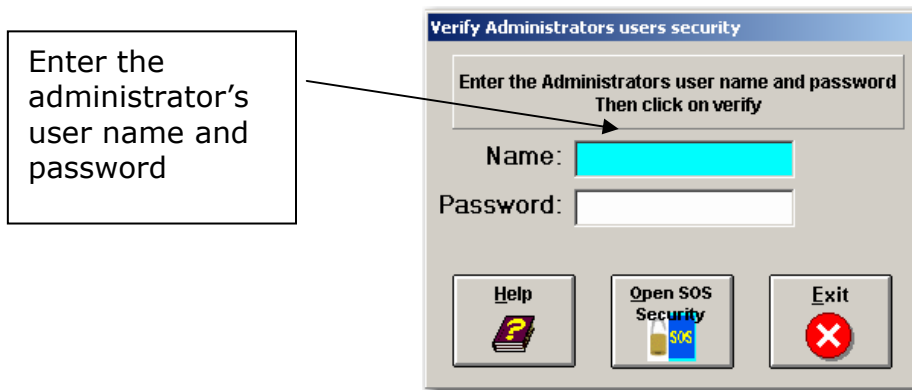 Enter the
administrator's
user name and
password
Verify Administrators users security
Enter the Administrators user name and password
Then click on verify
Name:
Password:
Help
Open SOS
Security
SOS
Exit